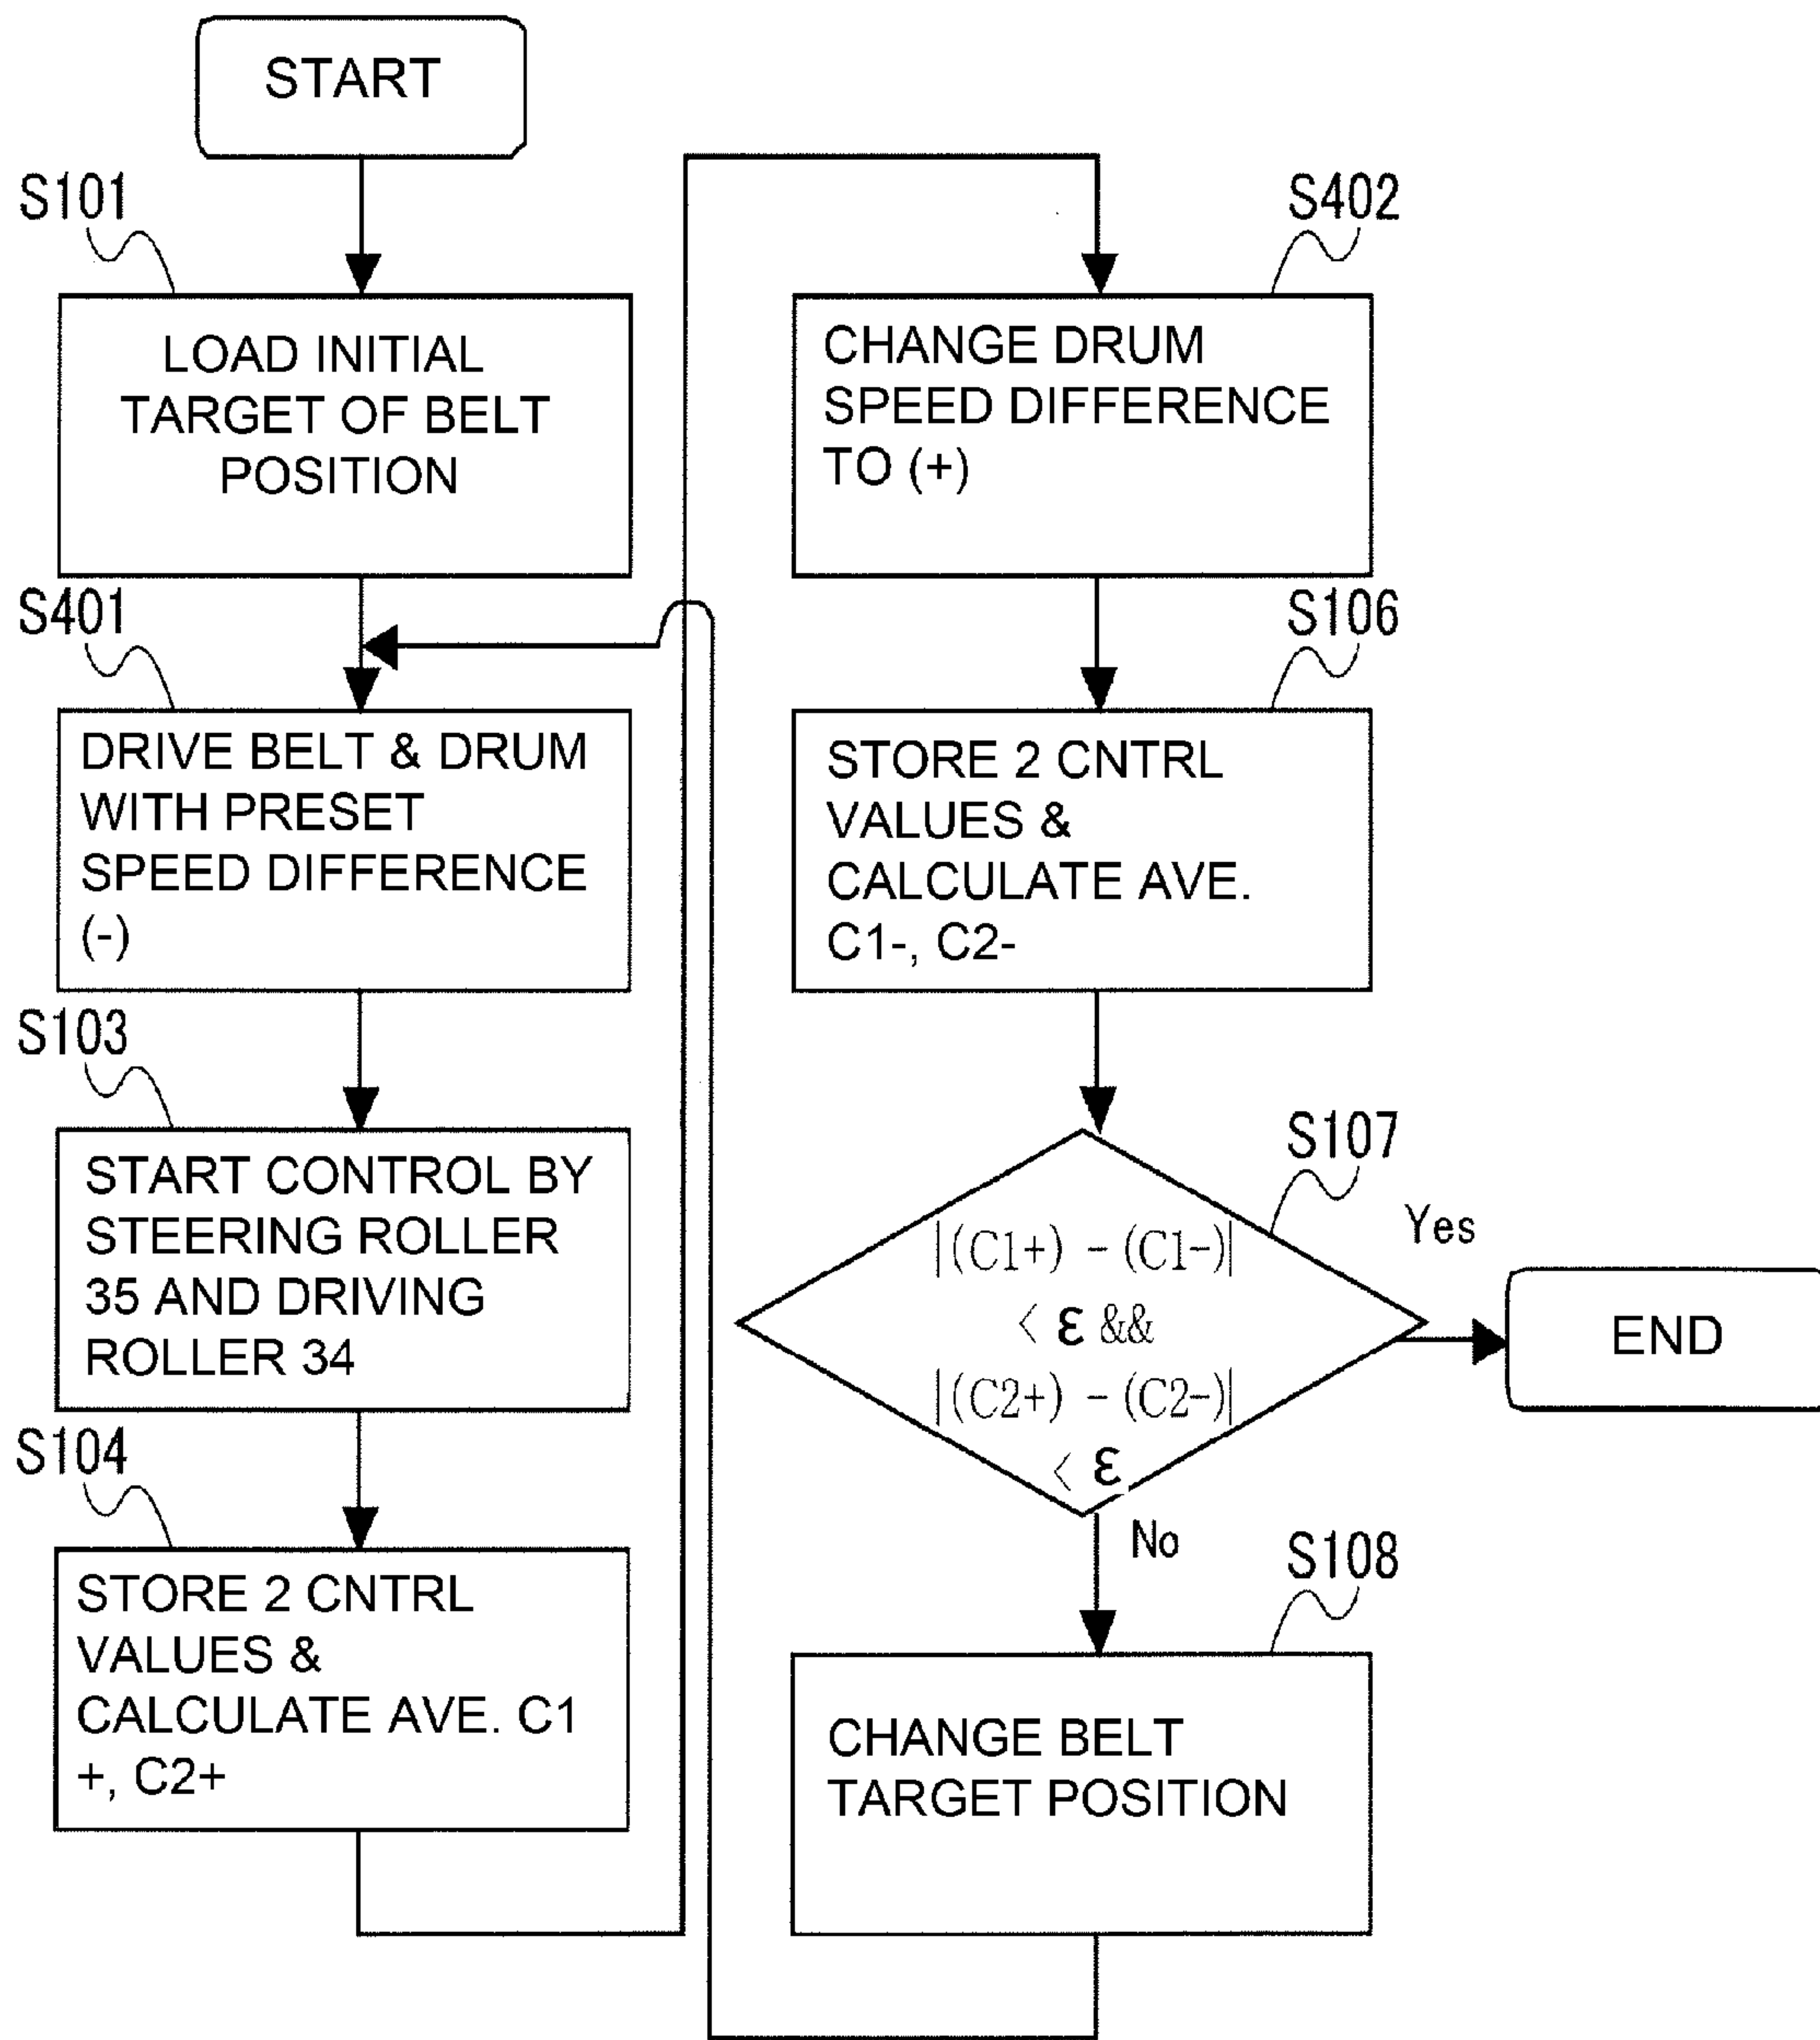 START
S101
LOAD INITIAL
TARGET OF BELT
POSITION
S401
DRIVE BELT & DRUM
WITH PRESET
SPEED DIFFERENCE
(-)
S103
START CONTROL BY
STEERING ROLLER
35 AND DRIVING
ROLLER 34
S104
STORE 2 CNTRL
VALUES &
CALCULATE AVE. C1
+, C2+
S402
CHANGE DRUM
SPEED DIFFERENCE
TO (+)
S106
STORE 2 CNTRL
VALUES &
CALCULATE AVE.
C1-, C2-
S107
|(C1+) - (C1-)|
< ε &&
|(C2+) - (C2-)|
< ε
Yes
END
No
S108
CHANGE BELT
TARGET POSITION